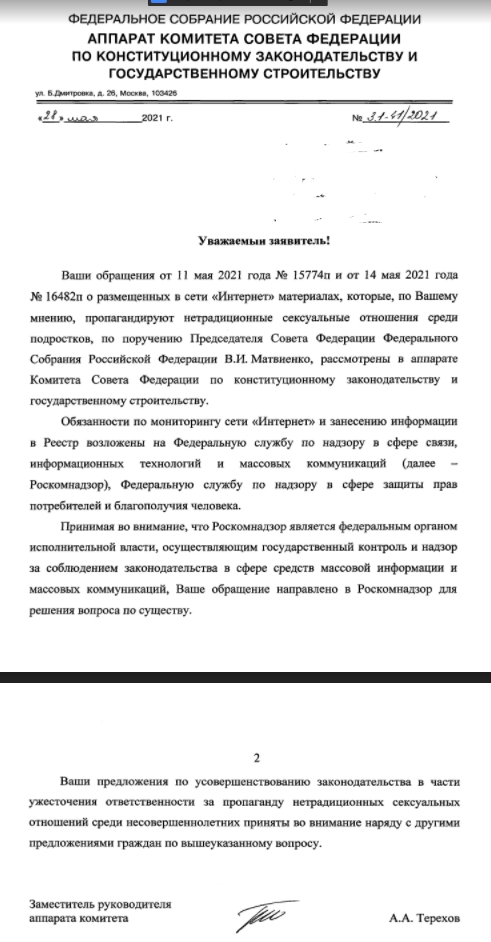 ФЕДЕРАЛЬНОЕ СОБРАНИЕ РОССИЙСКОЙ ФЕДЕРАЦИИ
АППАРАТ КОМИТЕТА СОВЕТА ФЕДЕРАЦИИ
ПО КОНСТИТУЦИОННОМУ ЗАКОНОДАТЕЛЬСТВУ И
ГОСУДАРСТВЕННОМУ СТРОИТЕЛЬСТВУ
ул. Б.Дмитровка, д. 26, Москва, 103426
«28» мая 2021 г. № 3.1-41/2021
Уважаемый заявитель!
Ваши обращения от 11 мая 2021 года № 15774п и от 14 мая 2021 года
№ 16482п о размещенных в сети «Интернет» материалах, которые, по Вашему
мнению, пропагандируют нетрадиционные сексуальные отношения среди
подростков, по поручению Председателя Совета Федерации Федерального
Собрания Российской Федерации В.И. Матвиенко, рассмотрены в аппарате
Комитета Совета Федерации по конституционному законодательству и
государственному строительству.
Обязанности по мониторингу сети «Интернет» и занесению информации
в Реестр возложены на Федеральную службу по надзору в сфере связи,
информационных технологий и массовых коммуникаций (далее –
Роскомнадзор), Федеральную службу по надзору в сфере защиты прав
потребителей и благополучия человека.
Принимая во внимание, что Роскомнадзор является федеральным органом
исполнительной власти, осуществляющим государственный контроль и надзор
за соблюдением законодательства в сфере средств массовой информации и
массовых коммуникаций, Ваше обращение направлено в Роскомнадзор для
решения вопроса по существу.
2
Ваши предложения по усовершенствованию законодательства в части
ужесточения ответственности за пропаганду нетрадиционных сексуальных
отношений среди несовершеннолетних приняты во внимание наряду с другими
предложениями граждан по вышеуказанному вопросу.
Заместитель руководителя
аппарата комитета А.А. Терехов